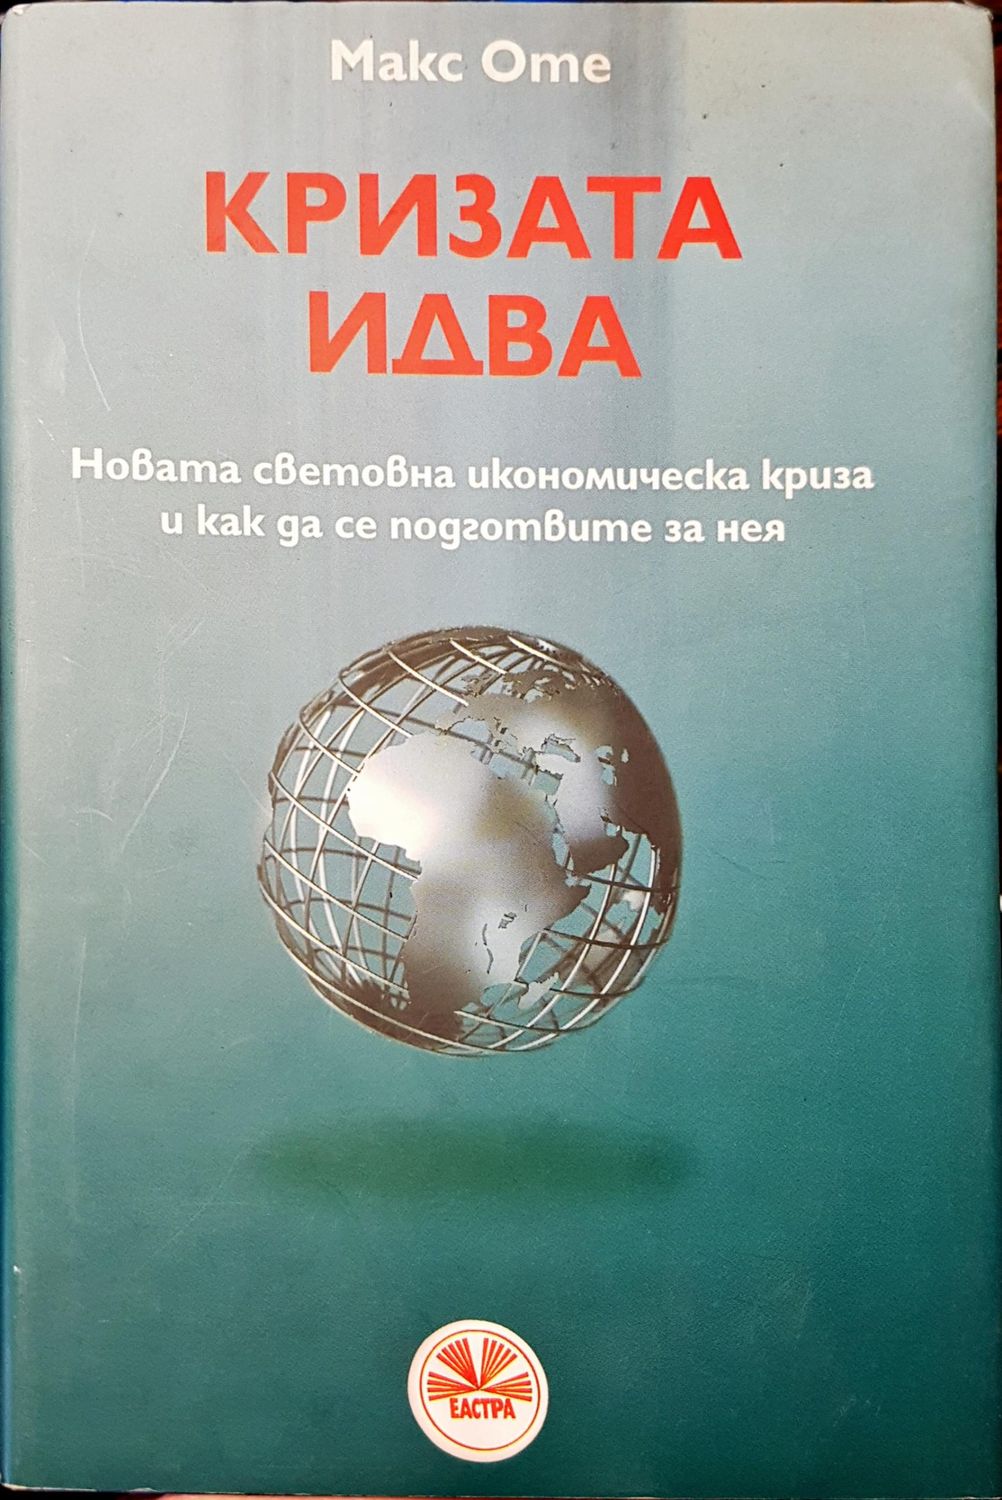 Макс Оте
КРИЗАТА
ИДВА
Новата световна икономическа криза
и как да се подготвите за нея
ЕАСТРА